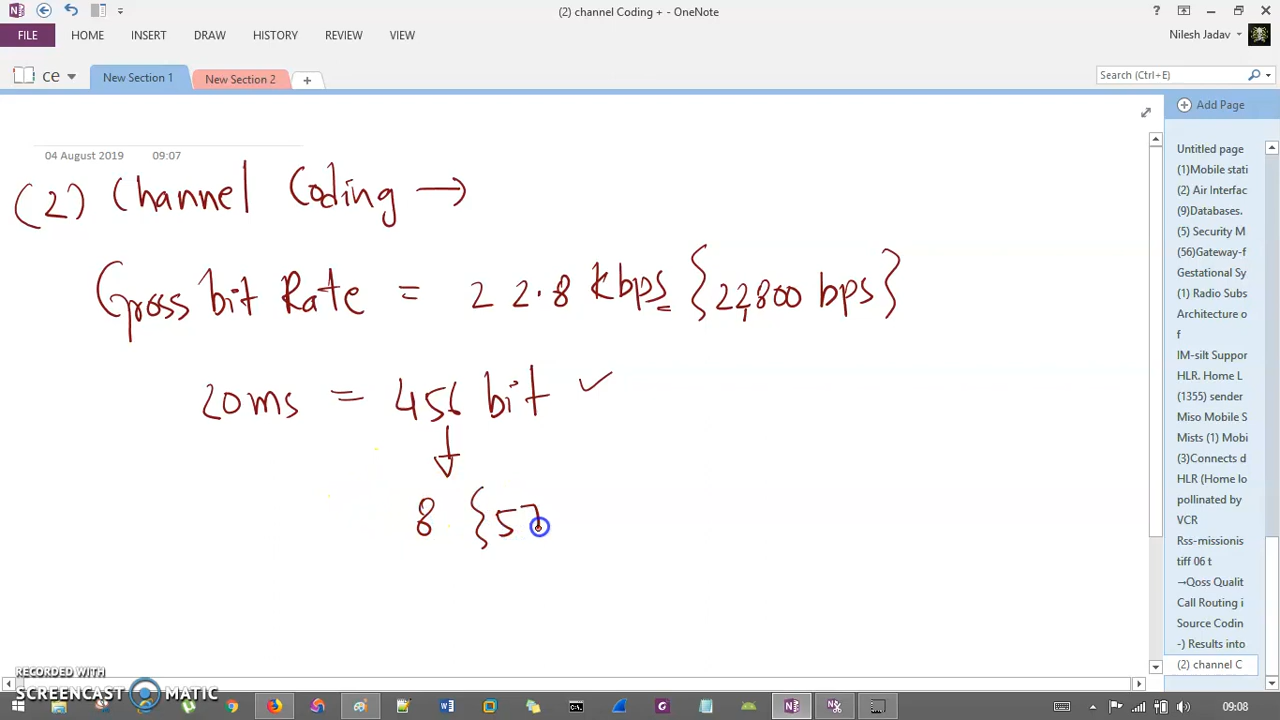 (2) channel Coding + - OneNote
Nilesh Jadav
FILE HOME INSERT DRAW HISTORY REVIEW VIEW
ce New Section 1 New Section 2 +
Search (Ctrl+E)
Add Page
04 August 2019 09:07
(2) Channel Coding →
Gross bit Rate = 22.8 kbps {22,800 bps}
20ms = 456 bit ✓
↓
8 {57
Untitled page
(1)Mobile stati
(2) Air Interfac
(9)Databases.
(5) Security M
(56)Gateway-f
Gestational Sy
(1) Radio Subs
Architecture o
f
IM-silt Suppor
HLR. Home L
(1355) sender
Miso Mobile S
Mists (1) Mobi
(3)Connects d
HLR (Home lo
pollinated by
VCR
Rss-missionis
tiff 06 t
→Qoss Qualit
Call Routing i
Source Codin
-) Results into
(2) channel C
RECORDED WITH
SCREENCAST MATIC
09:08